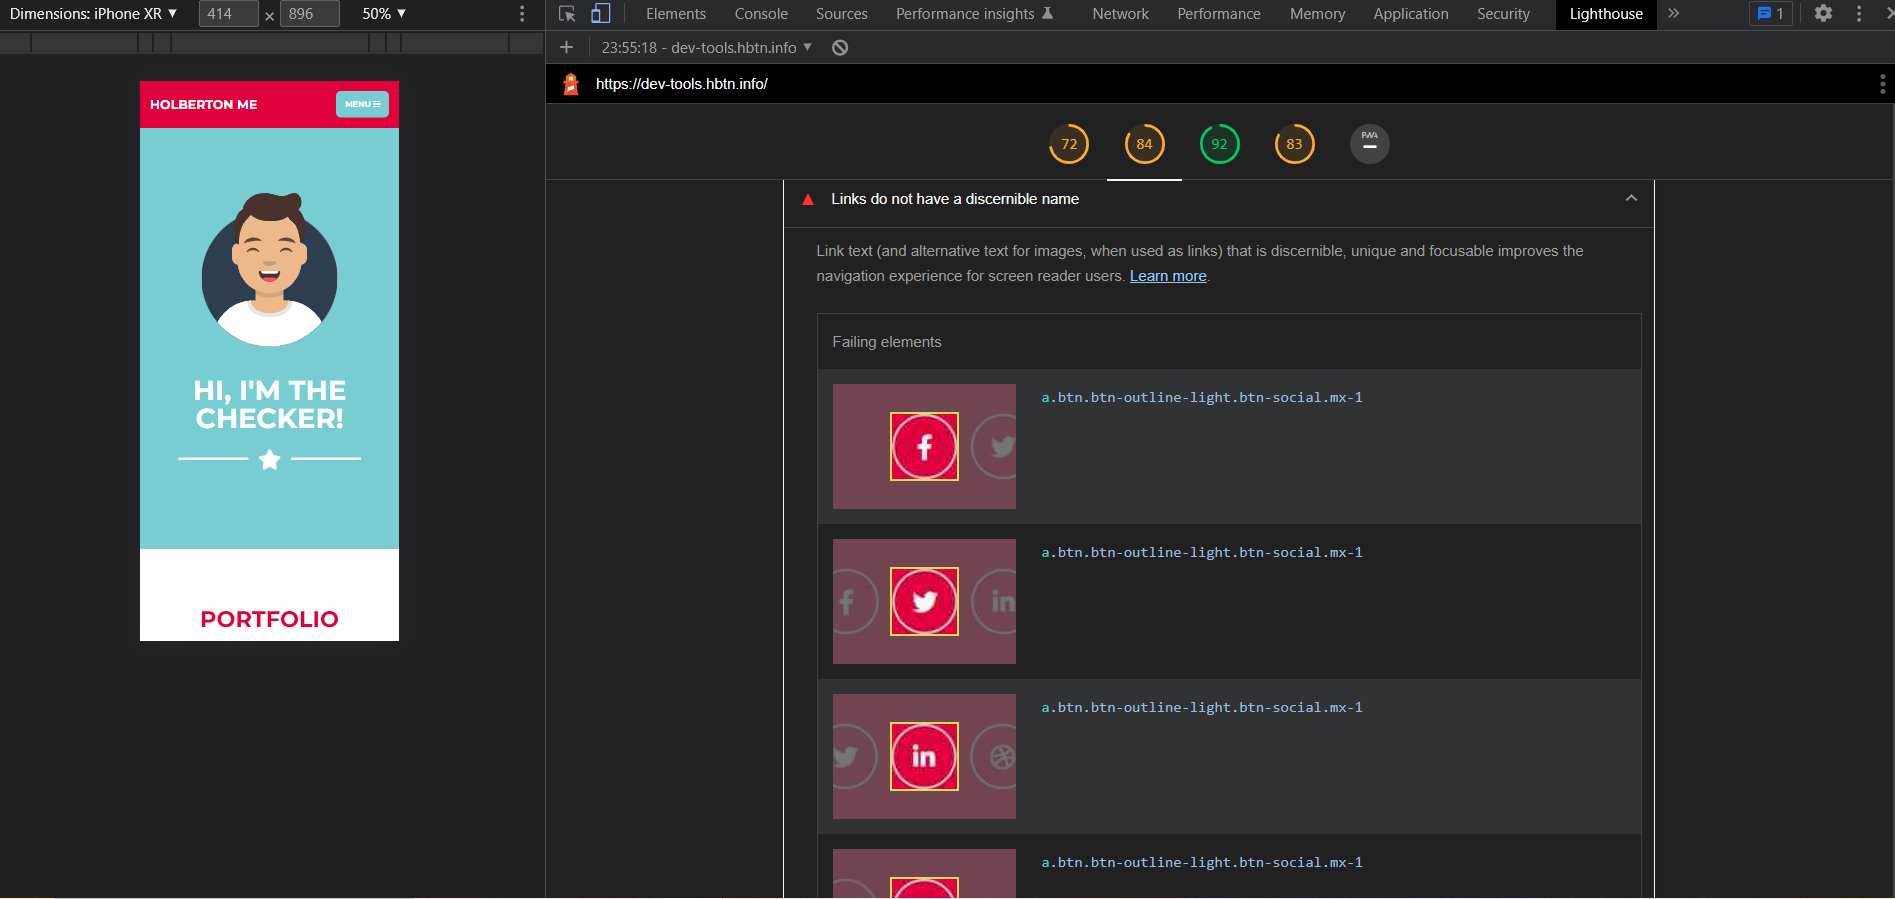 Dimensions: iPhone XR ▼ 414 × 896 50% ▼
Elements Console Sources Performance insights Network Performance Memory Application Security Lighthouse » 1
23:55:18 - dev-tools.hbtn.info ▼
https://dev-tools.hbtn.info/
72 84 92 83 PWA
HOLBERTON ME
MENU
HI, I'M THE
CHECKER!
PORTFOLIO
Links do not have a discernible name
Link text (and alternative text for images, when used as links) that is discernible, unique and focusable improves the
navigation experience for screen reader users. Learn more.
Failing elements
a.btn.btn-outline-light.btn-social.mx-1
a.btn.btn-outline-light.btn-social.mx-1
in
a.btn.btn-outline-light.btn-social.mx-1
in
a.btn.btn-outline-light.btn-social.mx-1